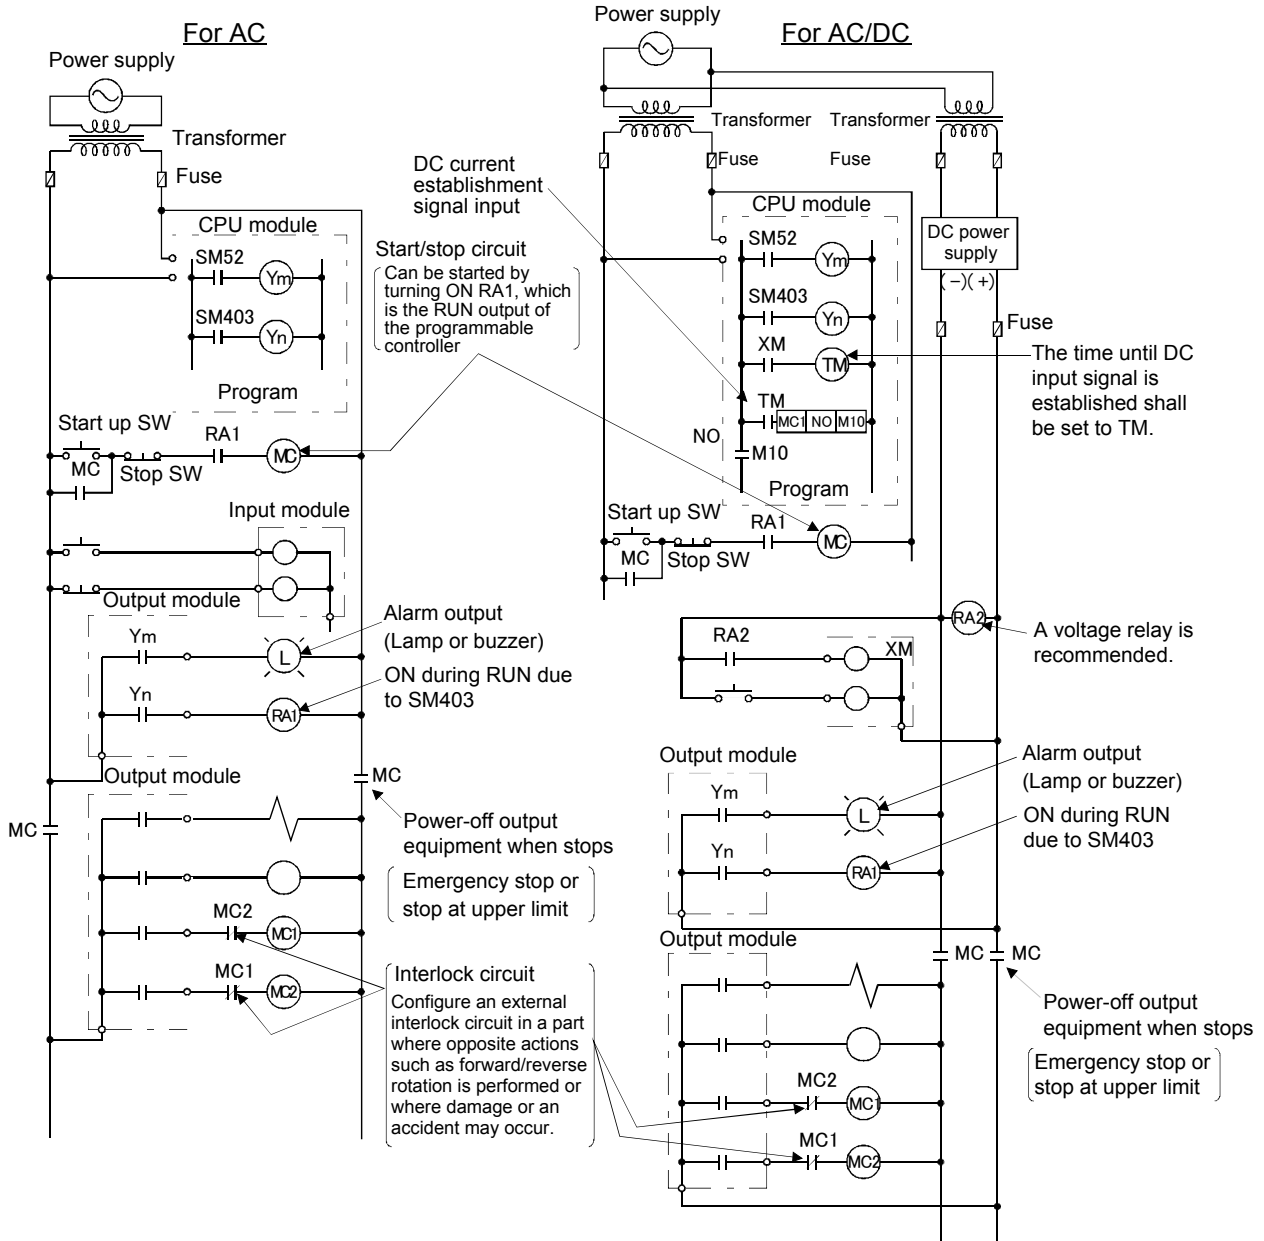 For AC
Power supply
Transformer
Fuse
CPU module
SM52
Ym
SM403
Yn
Program
Start/stop circuit
Can be started by
turning ON RA1, which
is the RUN output of
the programmable
controller
Start up SW
RA1
MC
MC
Stop SW
Input module
Output module
Ym
L
Alarm output
(Lamp or buzzer)
Yn
RA1
ON during RUN due
to SM403
Output module
MC
MC
Power-off output
equipment when stops
Emergency stop or
stop at upper limit
MC2
MC1
MC1
MC2
Interlock circuit
Configure an external
interlock circuit in a part
where opposite actions
such as forward/reverse
rotation is performed or
where damage or an
accident may occur.
For AC/DC
Power supply
Transformer
Transformer
Fuse
Fuse
DC current
establishment
signal input
CPU module
SM52
Ym
SM403
Yn
XM
TM
TM
MC1 NO M10
NO
M10
Program
DC power
supply
(−)(+)
Fuse
The time until DC
input signal is
established shall
be set to TM.
Start up SW
RA1
MC
MC
Stop SW
RA2
RA2
XM
A voltage relay is
recommended.
Output module
Ym
L
Alarm output
(Lamp or buzzer)
Yn
RA1
ON during RUN
due to SM403
Output module
MC
MC
Power-off output
equipment when stops
Emergency stop or
stop at upper limit
MC2
MC1
MC1
MC2